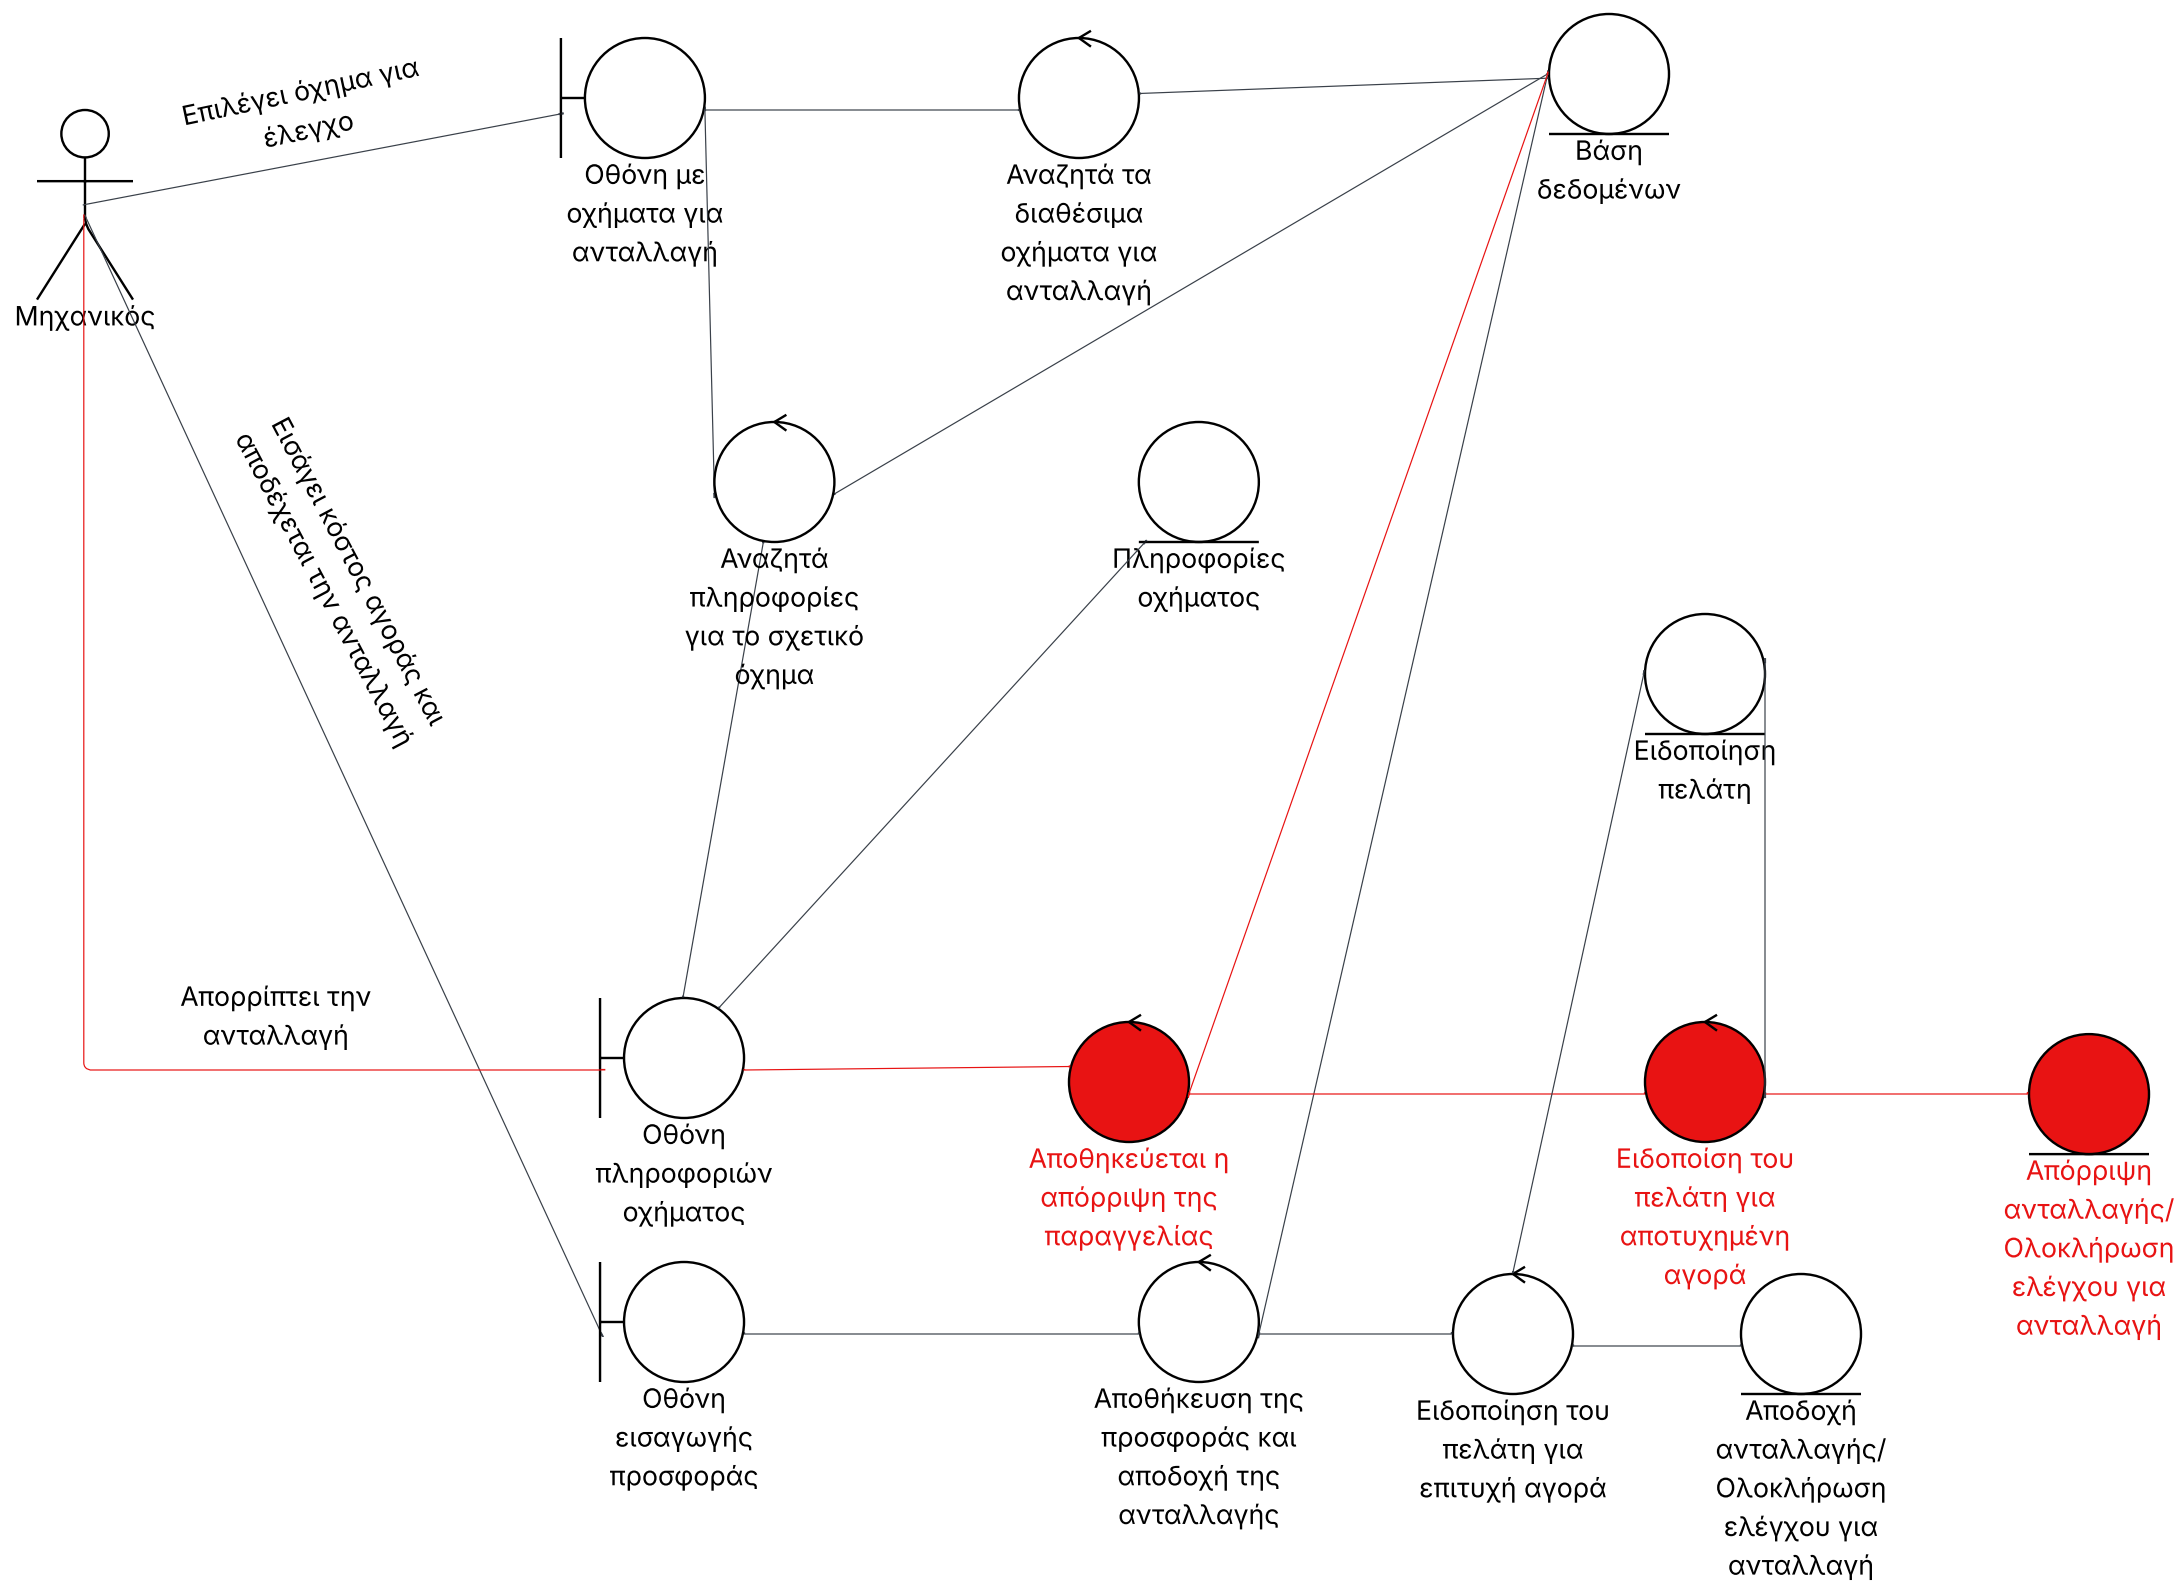 Επιλέγει όχημα για
έλεγχο
Μηχανικός
Οθόνη με
οχήματα για
ανταλλαγή
Αναζητά τα
διαθέσιμα
οχήματα για
ανταλλαγή
Βάση
δεδομένων
Εισάγει κόστος αγοράς και
αποδέχεται την ανταλλαγή
Αναζητά
πληροφορίες
για το σχετικό
όχημα
Πληροφορίες
οχήματος
Ειδοποίηση
πελάτη
Απορρίπτει την
ανταλλαγή
Οθόνη
πληροφοριών
οχήματος
Αποθηκεύεται η
απόρριψη της
παραγγελίας
Ειδοποίση του
πελάτη για
αποτυχημένη
αγορά
Απόρριψη
ανταλλαγής/
Ολοκλήρωση
ελέγχου για
ανταλλαγή
Οθόνη
εισαγωγής
προσφοράς
Αποθήκευση της
προσφοράς και
αποδοχή της
ανταλλαγής
Ειδοποίηση του
πελάτη για
επιτυχή αγορά
Αποδοχή
ανταλλαγής/
Ολοκλήρωση
ελέγχου για
ανταλλαγή